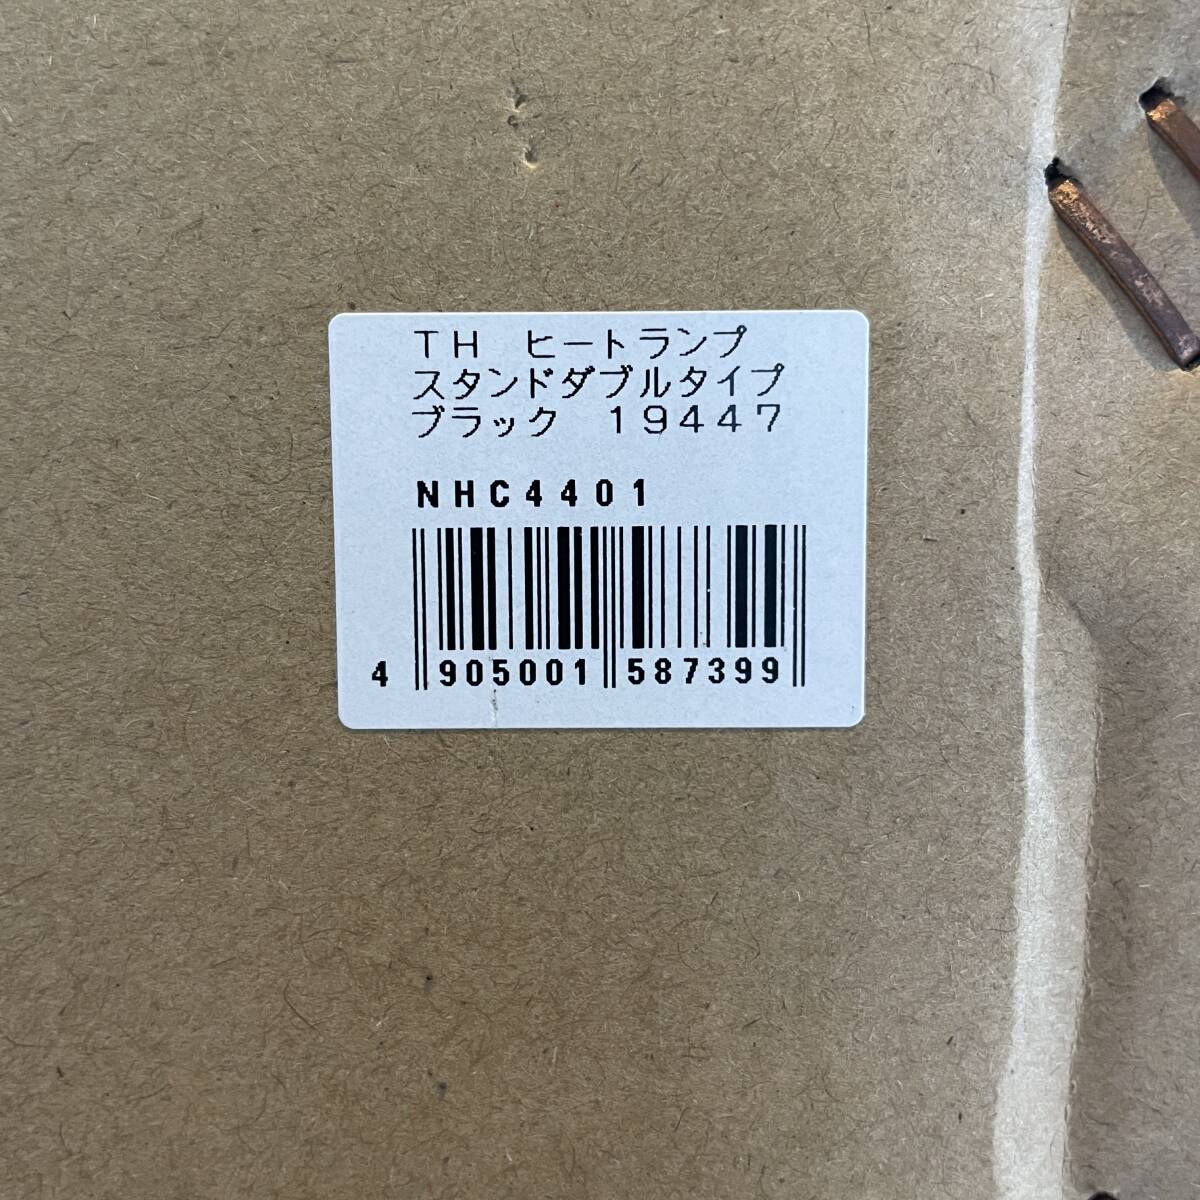 ＴＨ　ヒートランプ
スタンドダブルタイプ
ブラック　１９４４７
NHC4401
4 905001 587399